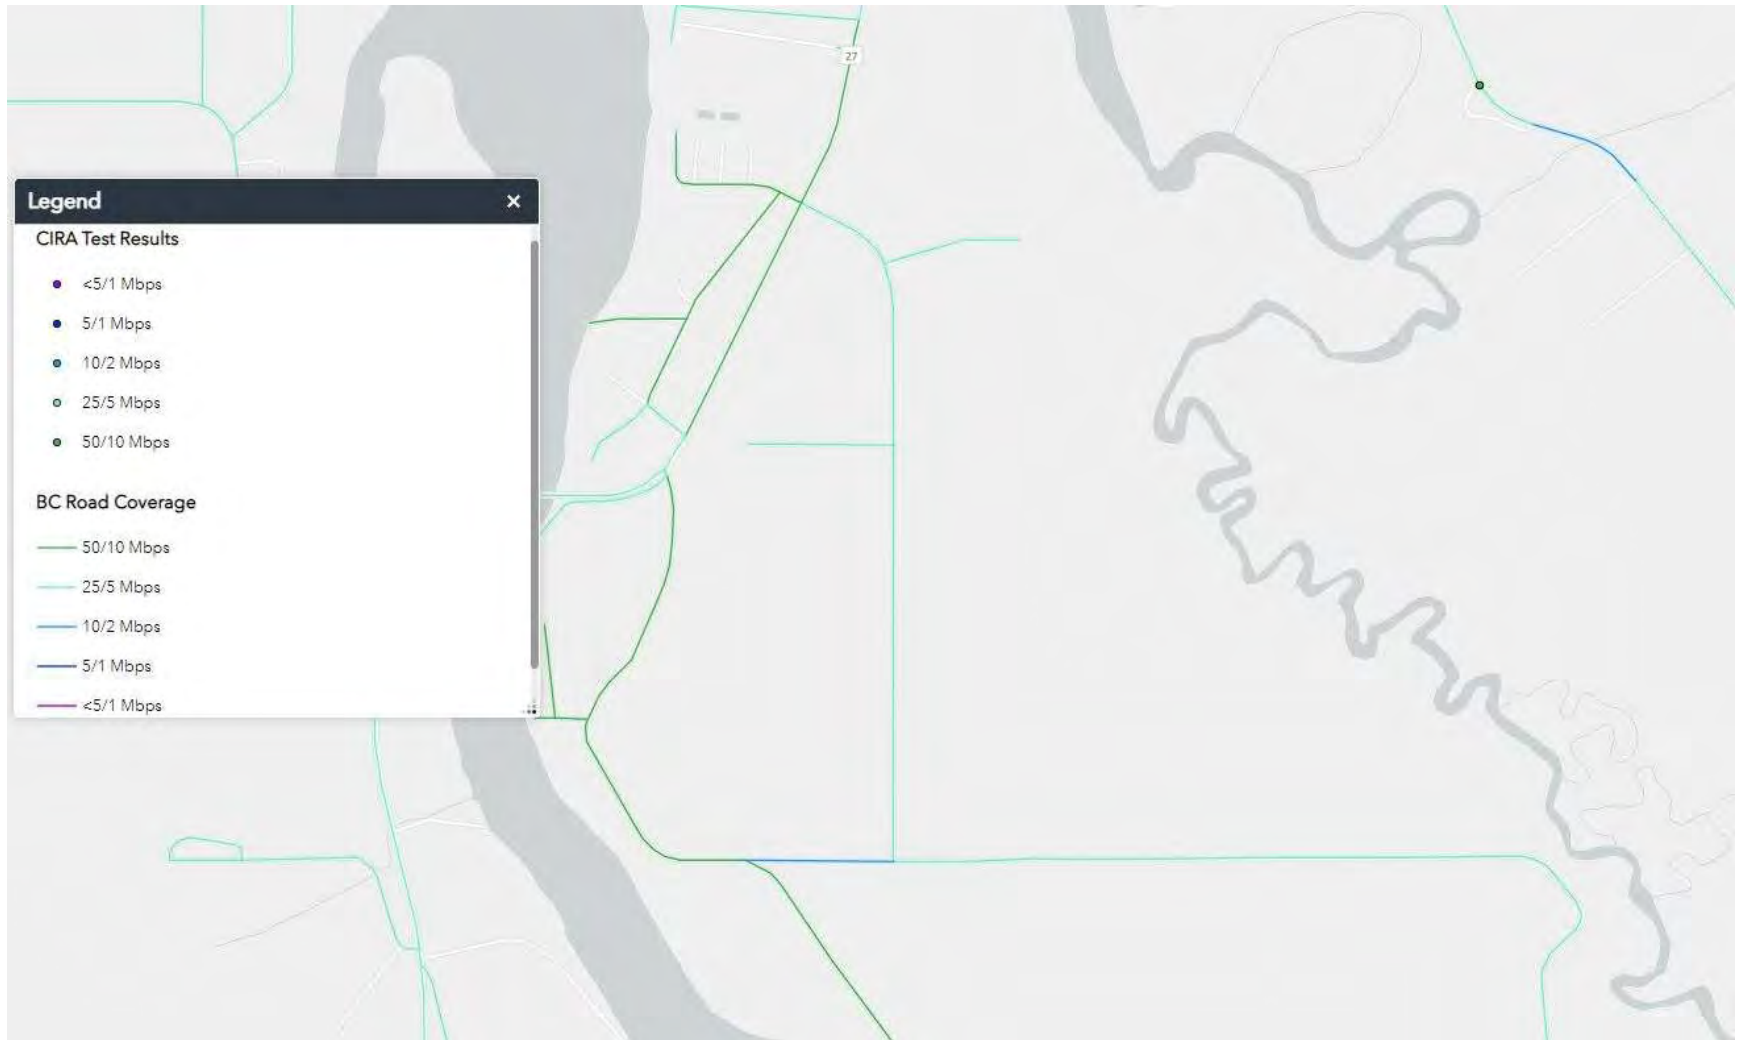 27
Legend ×
CIRA Test Results
<5/1 Mbps
5/1 Mbps
10/2 Mbps
25/5 Mbps
50/10 Mbps
BC Road Coverage
50/10 Mbps
25/5 Mbps
10/2 Mbps
5/1 Mbps
<5/1 Mbps